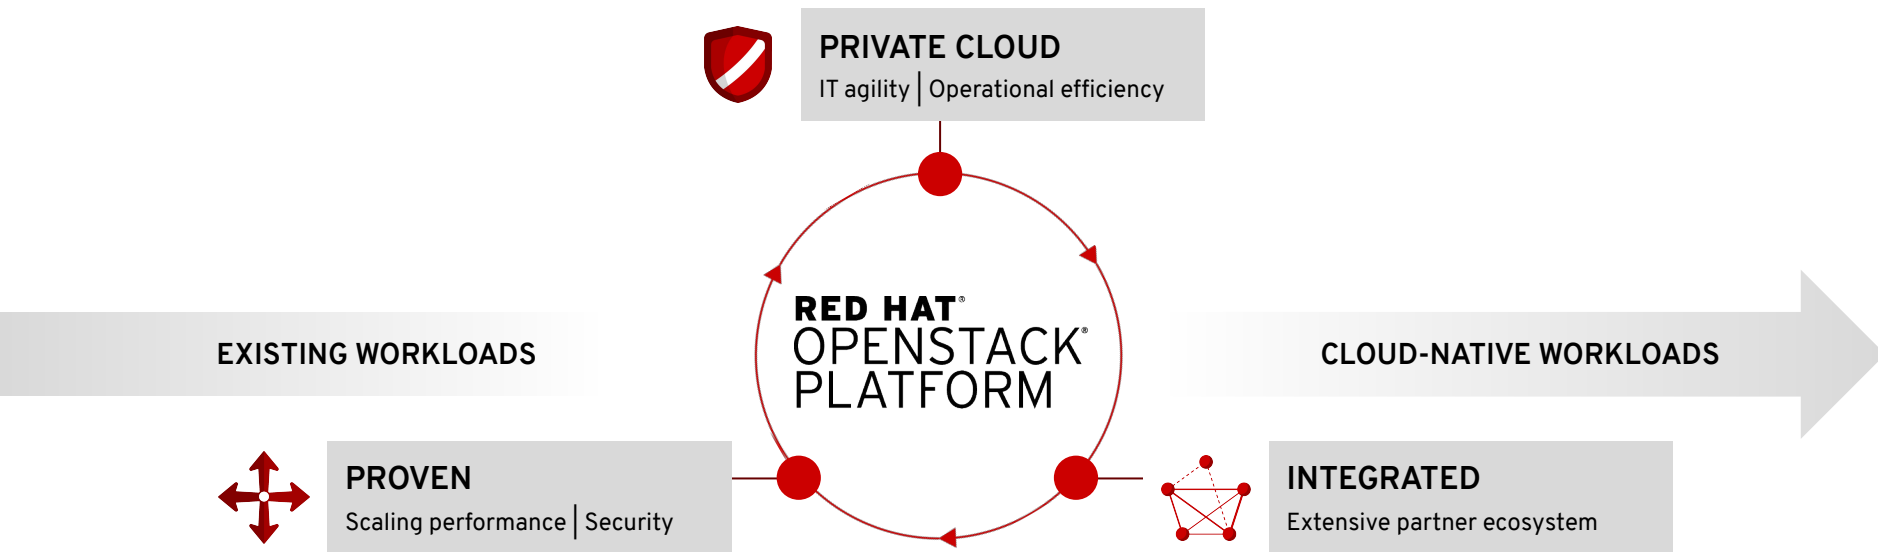 PRIVATE CLOUD
IT agility | Operational efficiency
RED HAT®
OPENSTACK®
PLATFORM
EXISTING WORKLOADS
CLOUD-NATIVE WORKLOADS
PROVEN
Scaling performance | Security
INTEGRATED
Extensive partner ecosystem